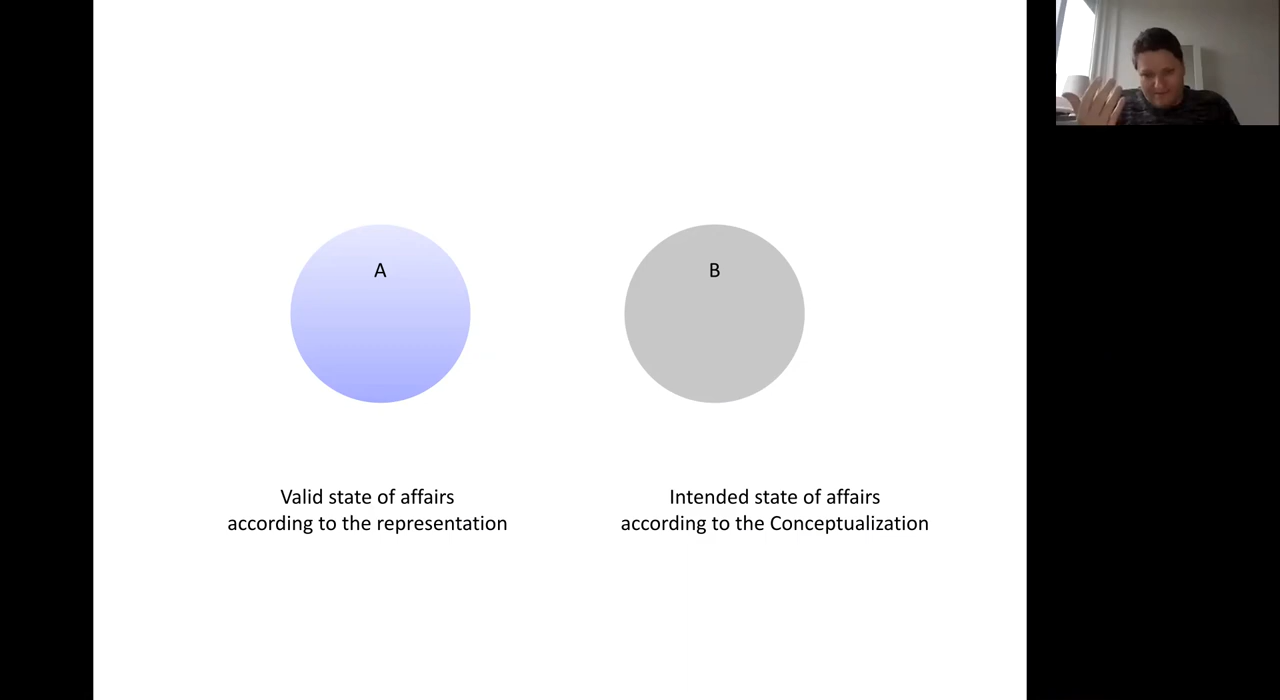 A
B
Valid state of affairs
according to the representation
Intended state of affairs
according to the Conceptualization